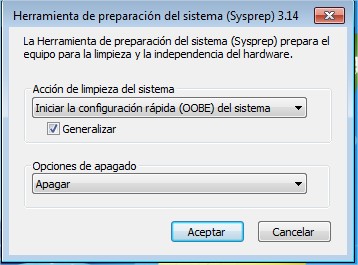 Herramienta de preparación del sistema (Sysprep) 3.14
La Herramienta de preparación del sistema (Sysprep) prepara el
equipo para la limpieza y la independencia del hardware.
Acción de limpieza del sistema
Iniciar la configuración rápida (OOBE) del sistema
Generalizar
Opciones de apagado
Apagar
Aceptar
Cancelar